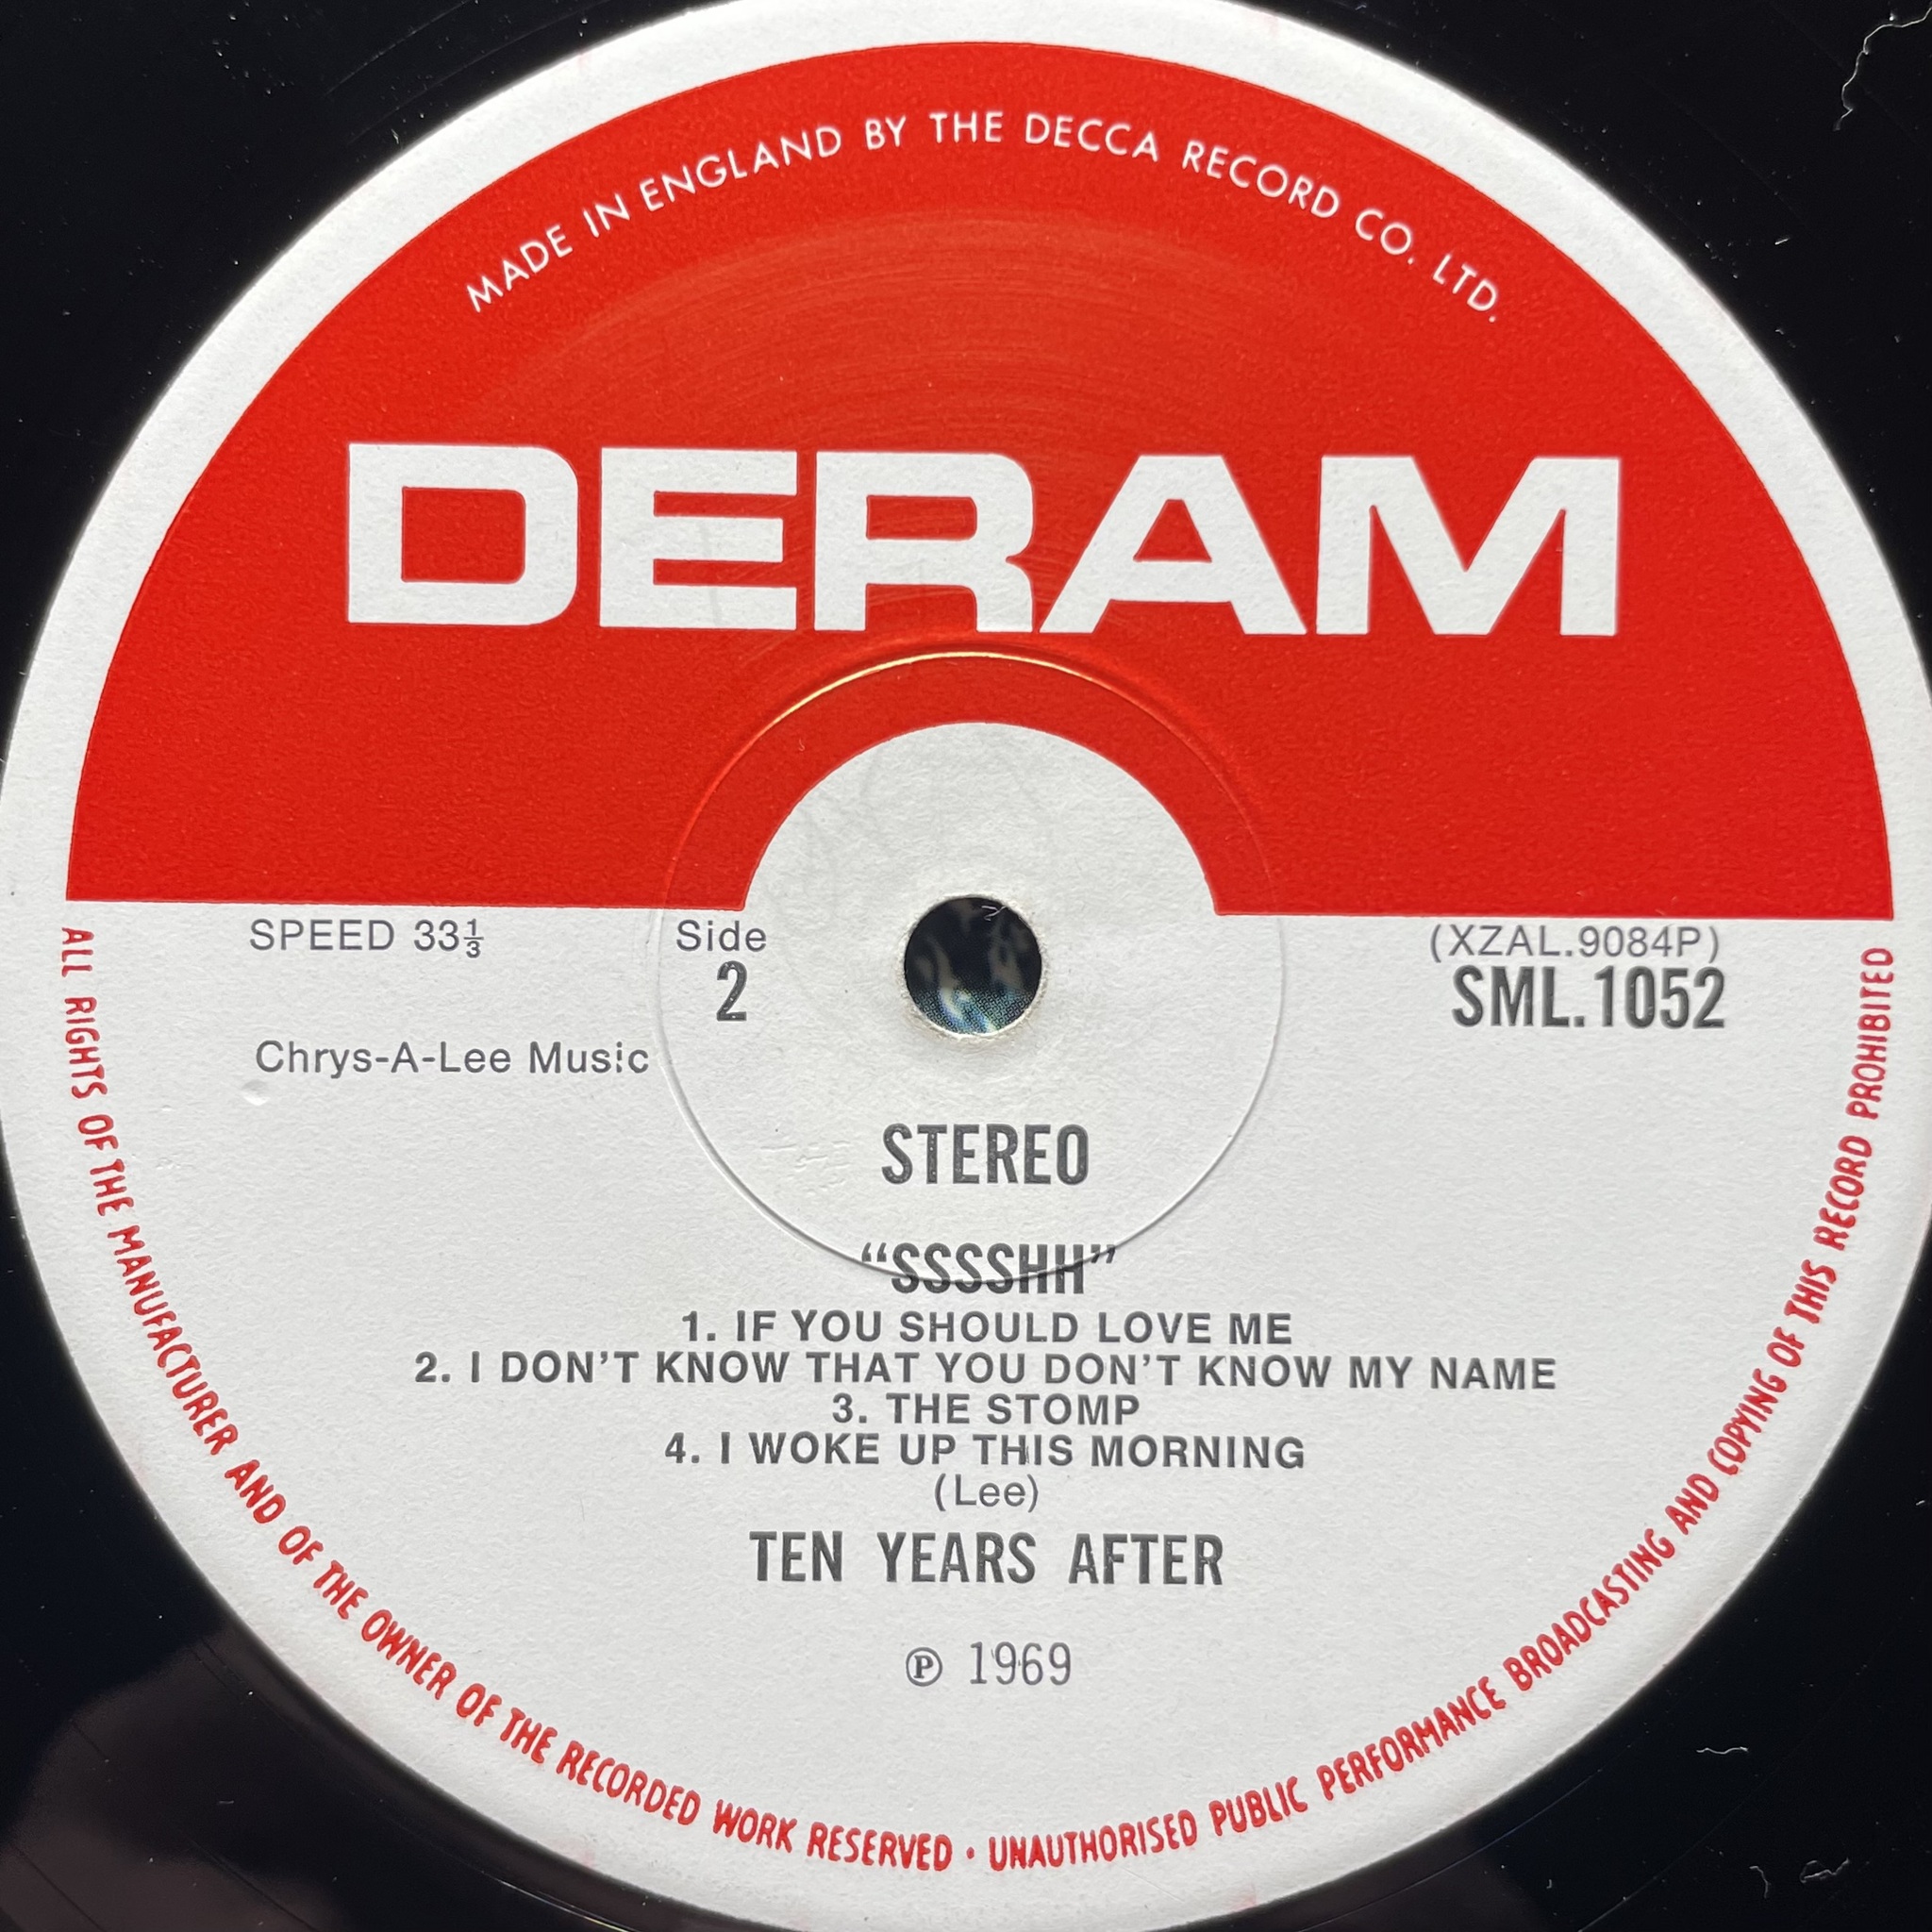 MADE IN ENGLAND BY THE DECCA RECORD CO. LTD.
DERAM
SPEED 33⅓
Side
2
(XZAL.9084P)
SML.1052
Chrys-A-Lee Music
STEREO
“SSSSHH”
1. IF YOU SHOULD LOVE ME
2. I DON’T KNOW THAT YOU DON’T KNOW MY NAME
3. THE STOMP
4. I WOKE UP THIS MORNING
(Lee)
TEN YEARS AFTER
℗ 1969
ALL RIGHTS OF THE MANUFACTURER AND OF THE OWNER OF THE RECORDED WORK RESERVED · UNAUTHORISED PUBLIC PERFORMANCE BROADCASTING AND COPYING OF THIS RECORD PROHIBITED